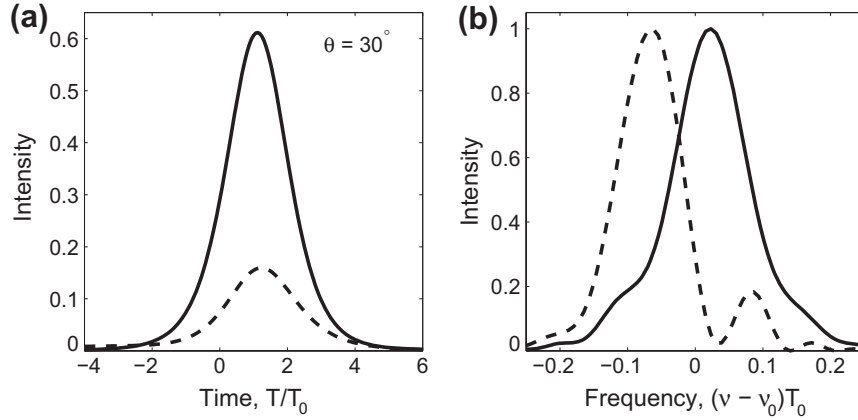 (a)
θ = 30°
0.6
0.5
0.4
0.3
0.2
0.1
0
Intensity
−4 −2 0 2 4 6
Time, T/T0
(b)
1
0.8
0.6
0.4
0.2
0
Intensity
−0.2 −0.1 0 0.1 0.2
Frequency, (ν − ν0)T0